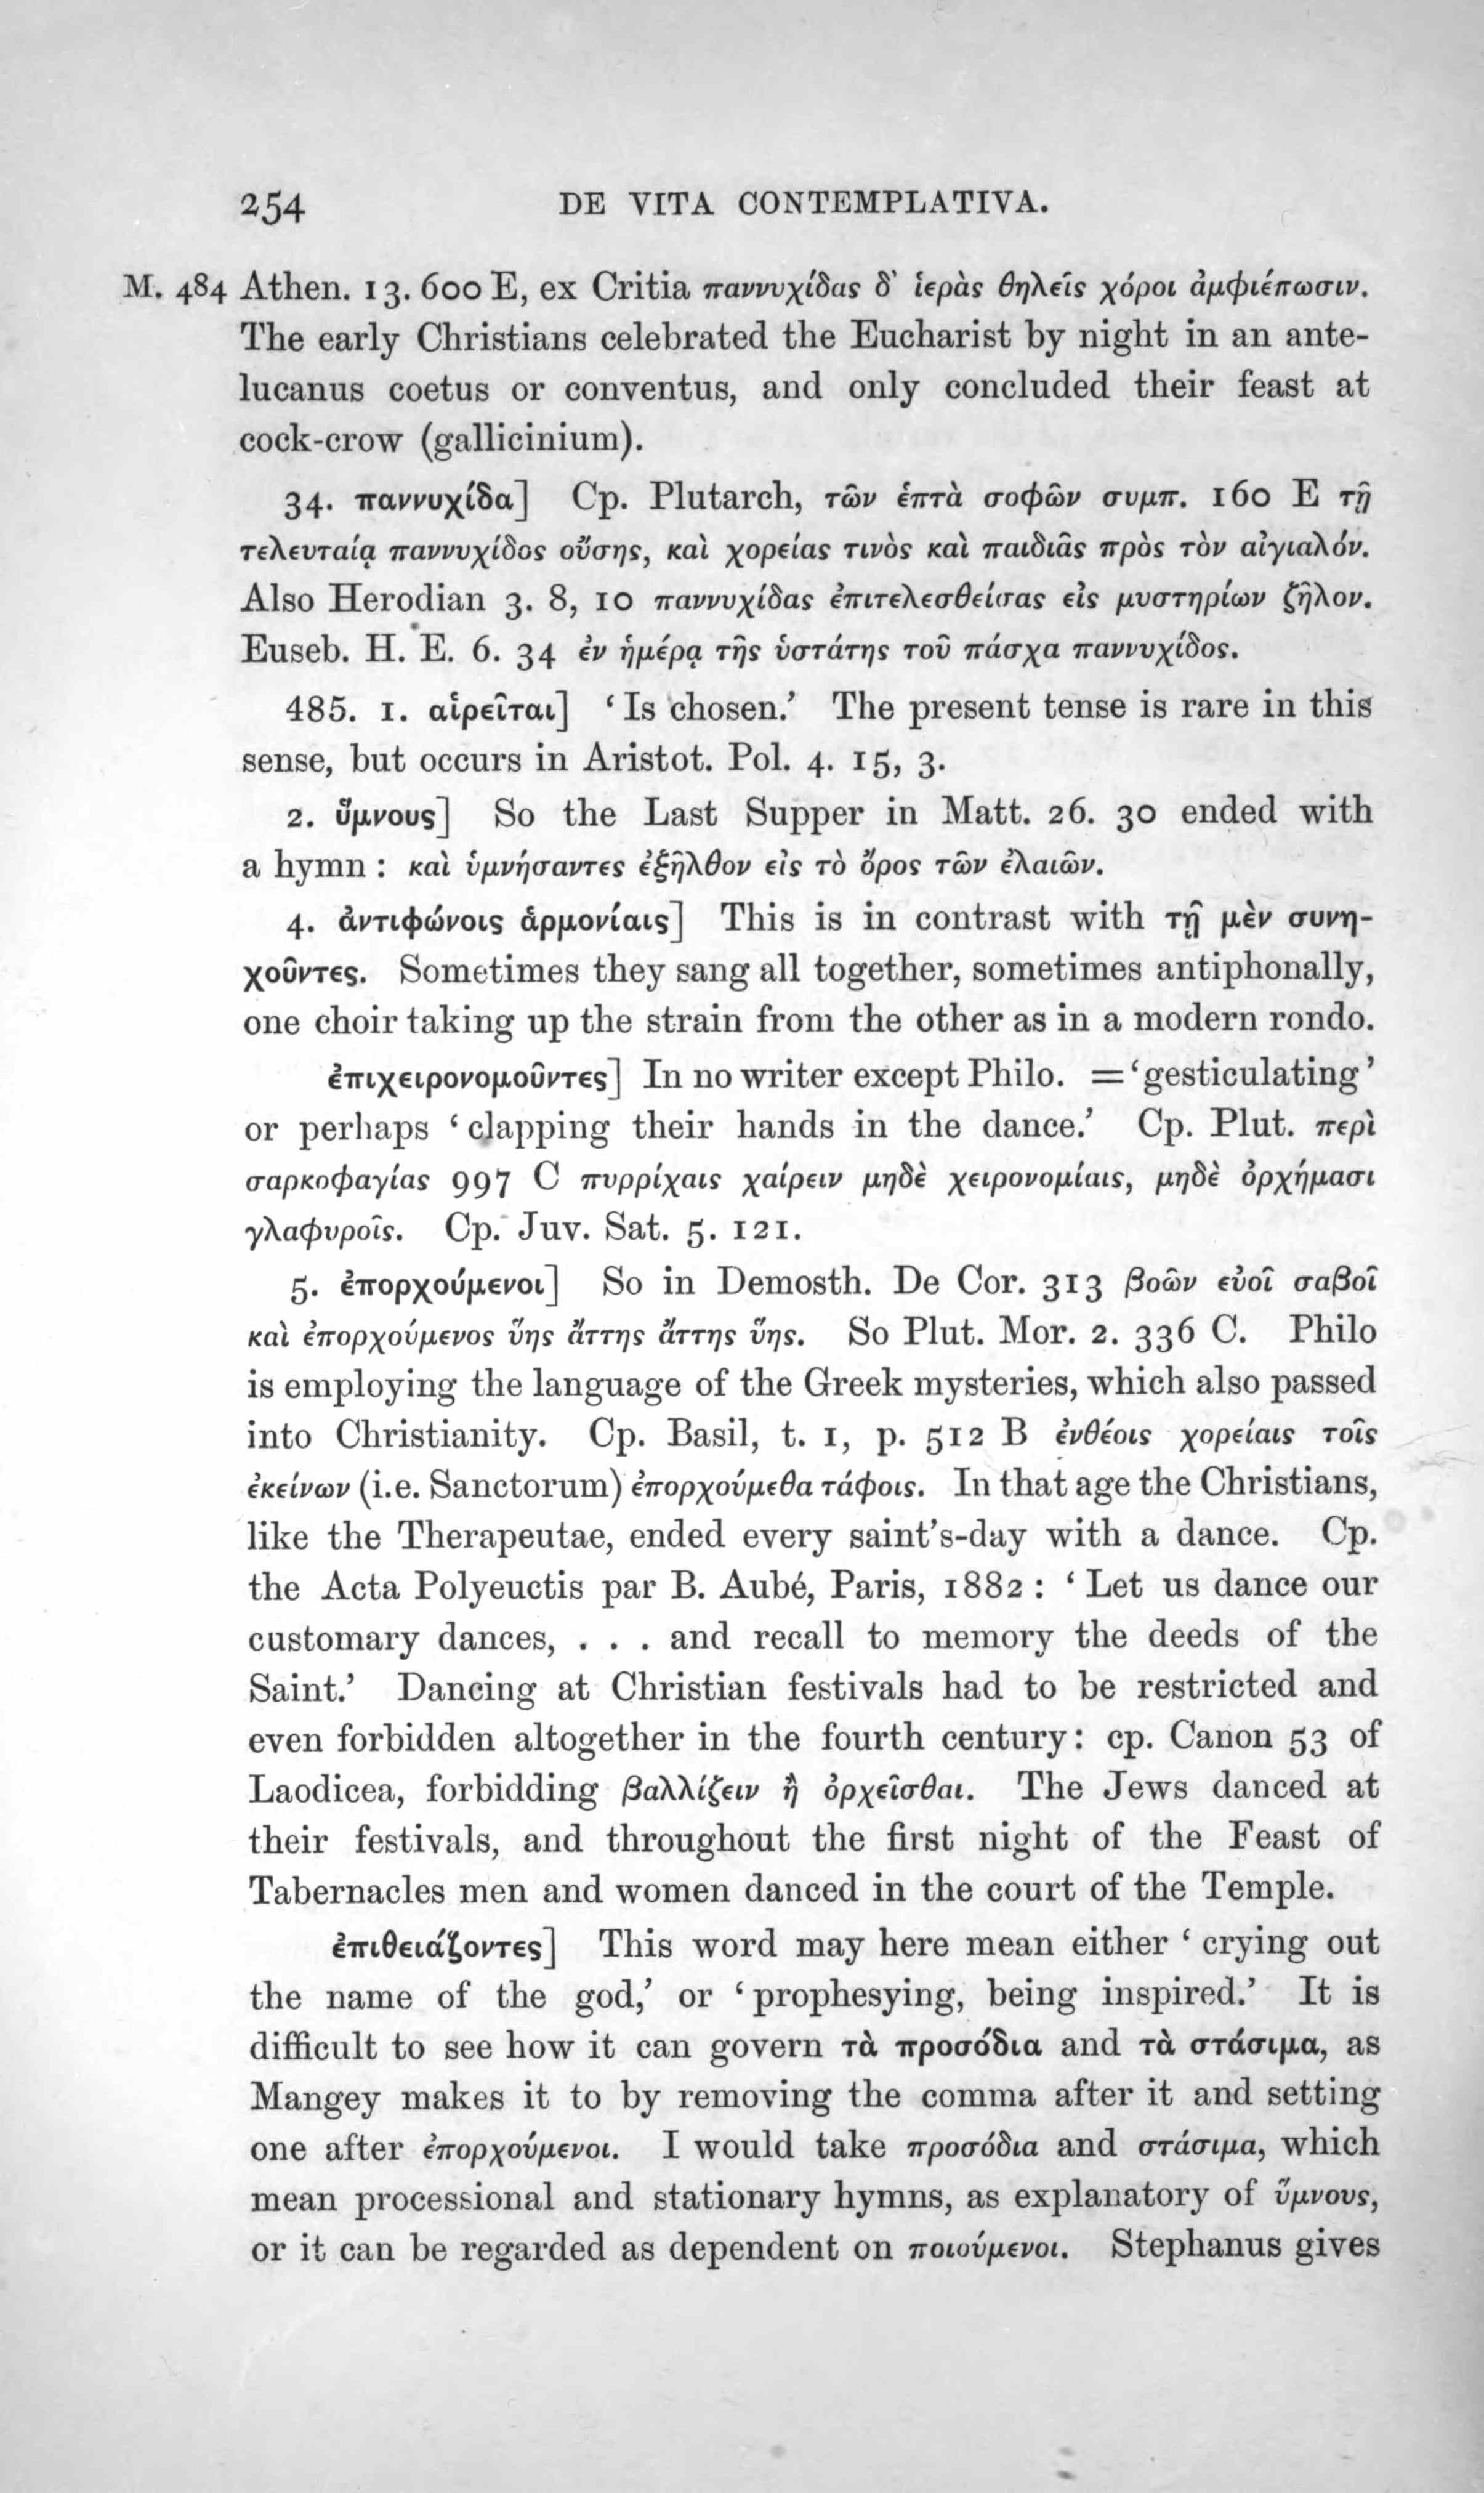 254 DE VITA CONTEMPLATIVA.
M. 484 Athen. 13. 600 E, ex Critia παννυχίδας δ' ἱερὰς θηλεῖς χόροι ἀμφιέπωσιν.
The early Christians celebrated the Eucharist by night in an ante-
lucanus coetus or conventus, and only concluded their feast at
cock-crow (gallicinium).
34. παννυχίδα] Cp. Plutarch, τῶν ἑπτὰ σοφῶν συμπ. 160 E τῇ
τελευταίᾳ παννυχίδος οὔσης, καὶ χορείας τινὸς καὶ παιδιᾶς πρὸς τὸν αἰγιαλόν.
Also Herodian 3. 8, 10 παννυχίδας ἐπιτελεσθείσας εἰς μυστηρίων ζῆλον.
Euseb. H. E. 6. 34 ἐν ἡμέρᾳ τῆς ὑστάτης τοῦ πάσχα παννυχίδος.
485. 1. αἱρεῖται] ‘Is chosen.’ The present tense is rare in this
sense, but occurs in Aristot. Pol. 4. 15, 3.
2. ὕμνους] So the Last Supper in Matt. 26. 30 ended with
a hymn : καὶ ὑμνήσαντες ἐξῆλθον εἰς τὸ ὄρος τῶν ἐλαιῶν.
4. ἀντιφώνοις ἁρμονίαις] This is in contrast with τῇ μὲν συνη-
χοῦντες. Sometimes they sang all together, sometimes antiphonally,
one choir taking up the strain from the other as in a modern rondo.
ἐπιχειρονομοῦντες] In no writer except Philo. =‘gesticulating’
or perhaps ‘clapping their hands in the dance.’ Cp. Plut. περὶ
σαρκοφαγίας 997 C πυρρίχαις χαίρειν μηδὲ χειρονομίαις, μηδὲ ὀρχήμασι
γλαφυροῖς. Cp. Juv. Sat. 5. 121.
5. ἐπορχούμενοι] So in Demosth. De Cor. 313 βοῶν εὐοῖ σαβοῖ
καὶ ἐπορχούμενος ὕης ἄττης ἄττης ὕης. So Plut. Mor. 2. 336 C. Philo
is employing the language of the Greek mysteries, which also passed
into Christianity. Cp. Basil, t. 1, p. 512 B ἐνθέοις χορείαις τοῖς
ἐκείνων (i.e. Sanctorum) ἐπορχούμεθα τάφοις. In that age the Christians,
like the Therapeutae, ended every saint’s-day with a dance. Cp.
the Acta Polyeuctis par B. Aubé, Paris, 1882 : ‘Let us dance our
customary dances, . . . and recall to memory the deeds of the
Saint.’ Dancing at Christian festivals had to be restricted and
even forbidden altogether in the fourth century: cp. Canon 53 of
Laodicea, forbidding βαλλίζειν ἢ ὀρχεῖσθαι. The Jews danced at
their festivals, and throughout the first night of the Feast of
Tabernacles men and women danced in the court of the Temple.
ἐπιθειάζοντες] This word may here mean either ‘crying out
the name of the god,’ or ‘prophesying, being inspired.’ It is
difficult to see how it can govern τὰ προσόδια and τὰ στάσιμα, as
Mangey makes it to by removing the comma after it and setting
one after ἐπορχούμενοι. I would take προσόδια and στάσιμα, which
mean processional and stationary hymns, as explanatory of ὕμνους,
or it can be regarded as dependent on ποιούμενοι. Stephanus gives